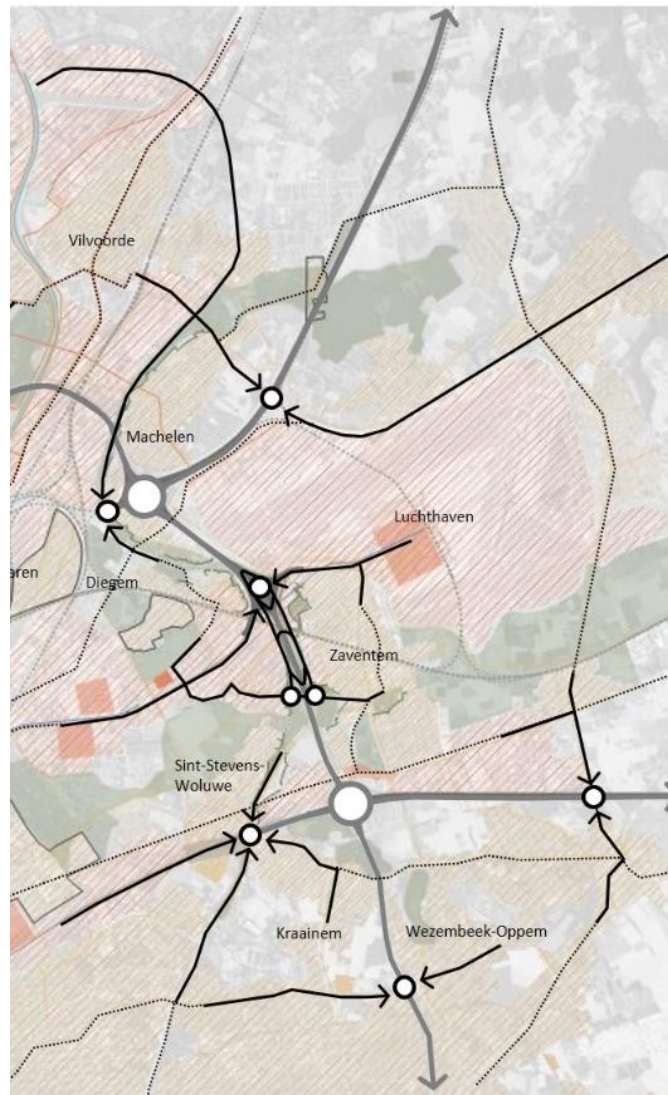 Vilvoorde
Machelen
Luchthaven
aren
Diegem
Zaventem
Sint-Stevens-
Woluwe
Kraainem
Wezembeek-Oppem